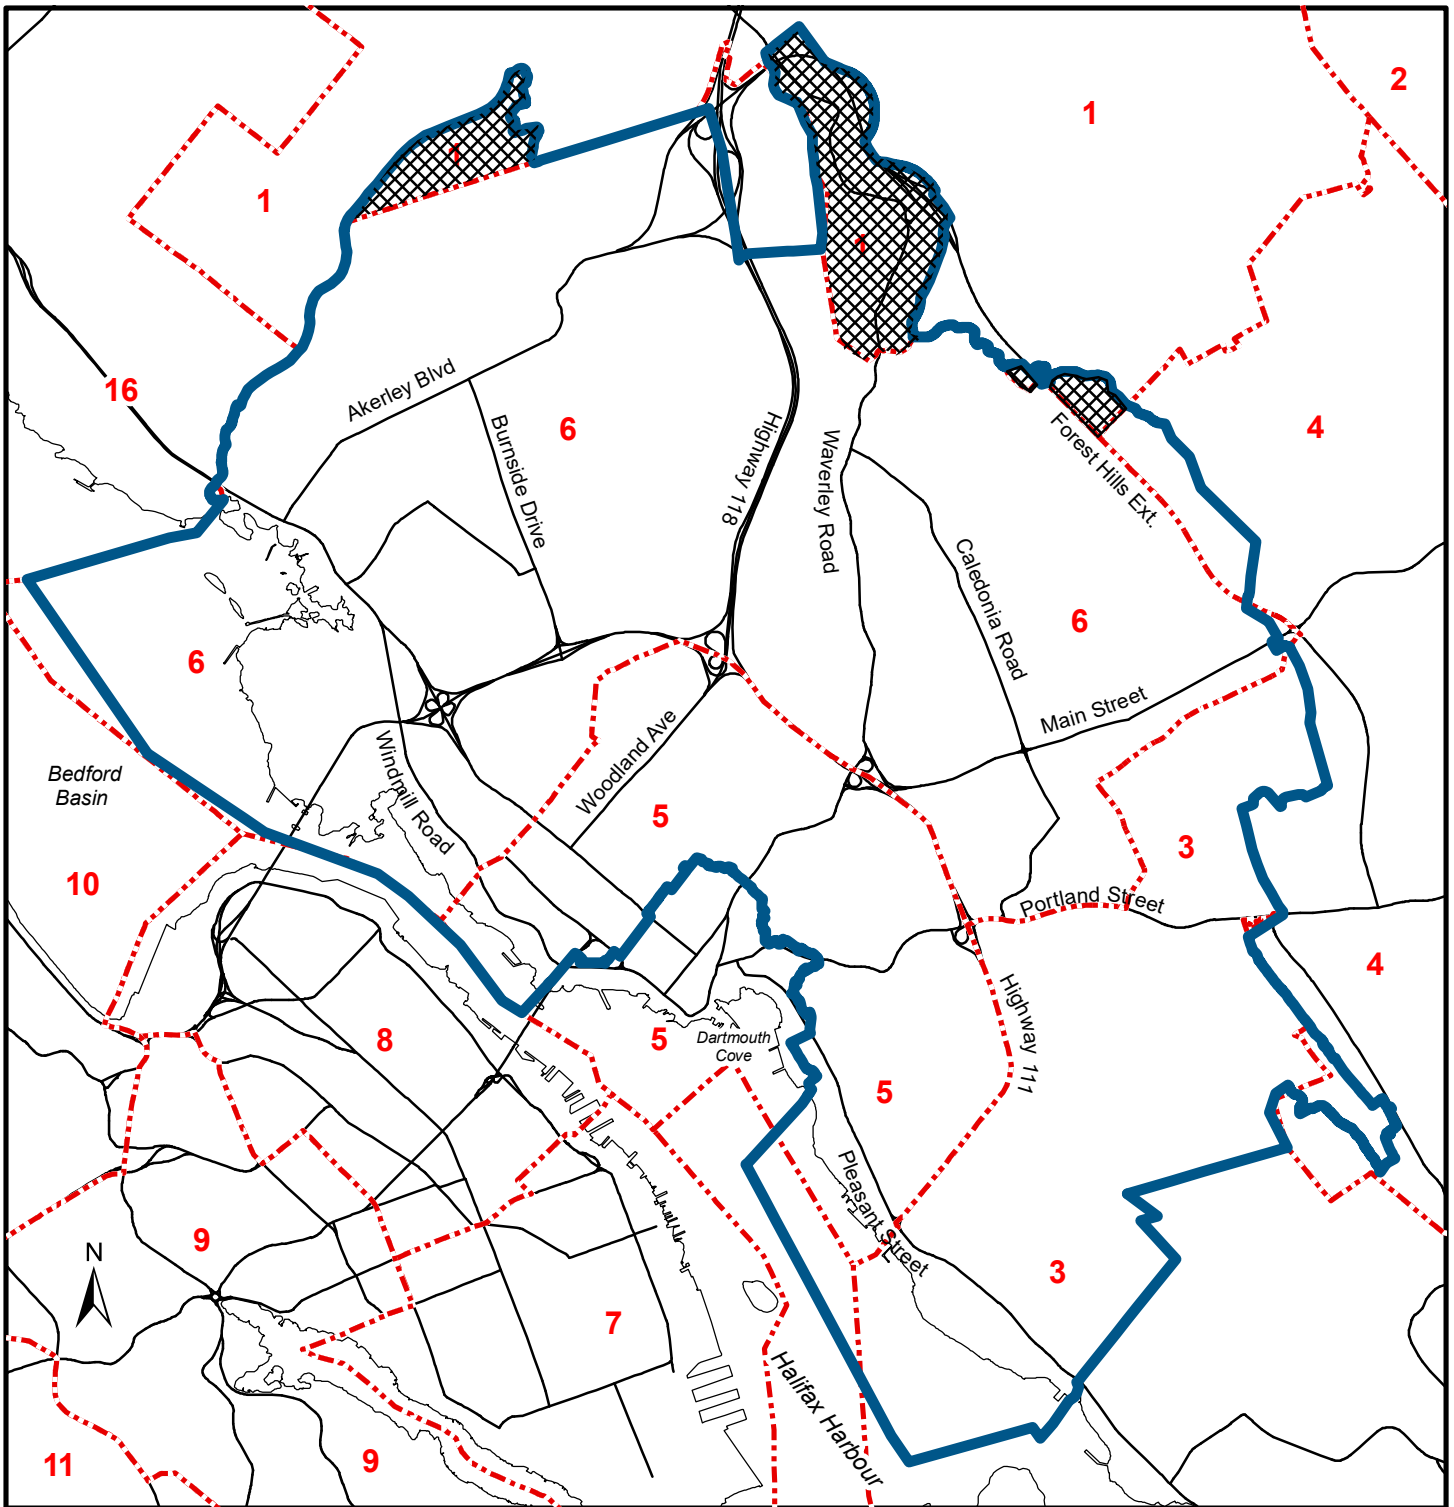 2
1
1
1
1
16
Akerley Blvd
6
Burnside Drive
Highway 118
Waverley Road
Forest Hills Ext.
4
Caledonia Road
6
6
Main Street
Woodland Ave
Windmill Road
Bedford
Basin
5
3
10
Portland Street
4
Highway 111
8
5
Dartmouth
Cove
5
Pleasant Street
9
N
3
7
Halifax Harbour
11
9